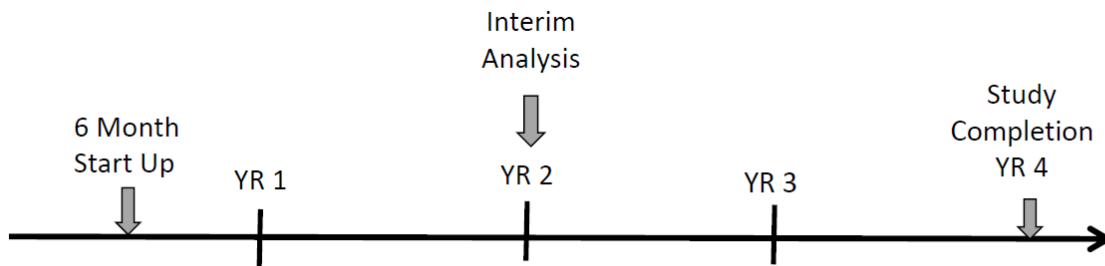 6 Month
Start Up
YR 1
Interim
Analysis
YR 2
YR 3
Study
Completion
YR 4